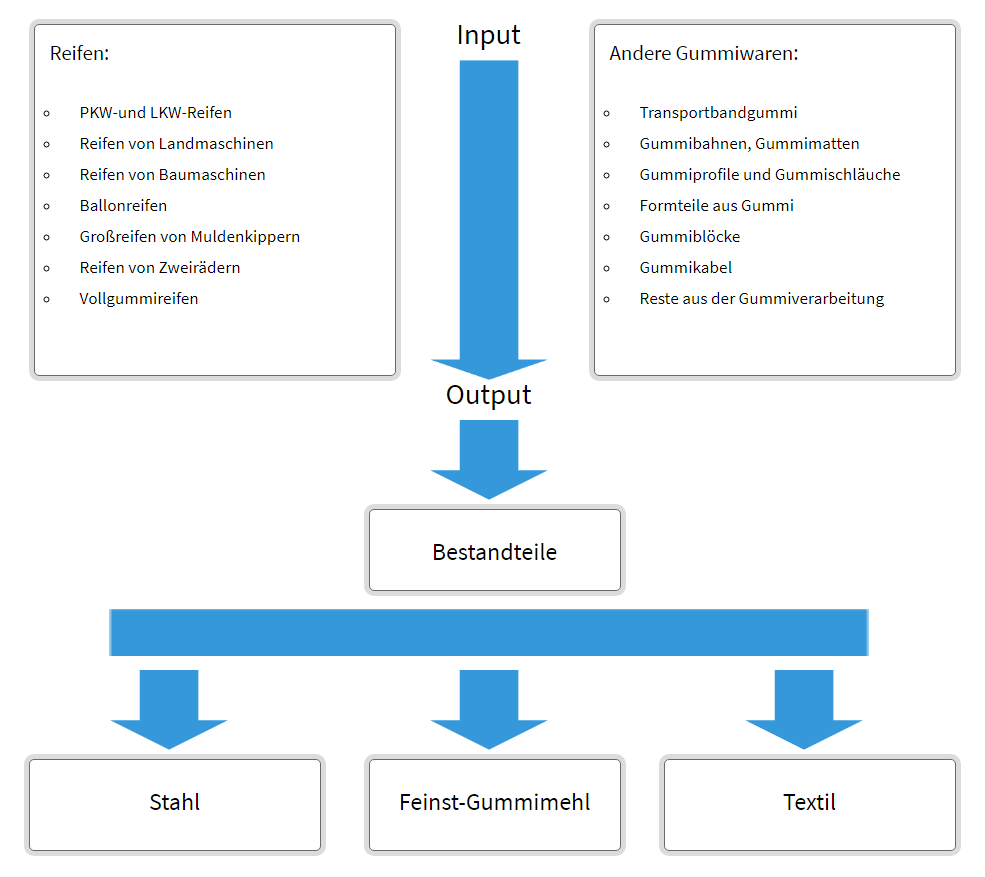 Reifen:
PKW-und LKW-Reifen
Reifen von Landmaschinen
Reifen von Baumaschinen
Ballonreifen
Großreifen von Muldenkippern
Reifen von Zweirädern
Vollgummireifen
Input
Andere Gummiwaren:
Transportbandgummi
Gummibahnen, Gummimatten
Gummiprofile und Gummischläuche
Formteile aus Gummi
Gummiblöcke
Gummikabel
Reste aus der Gummiverarbeitung
Output
Bestandteile
Stahl
Feinst-Gummimehl
Textil